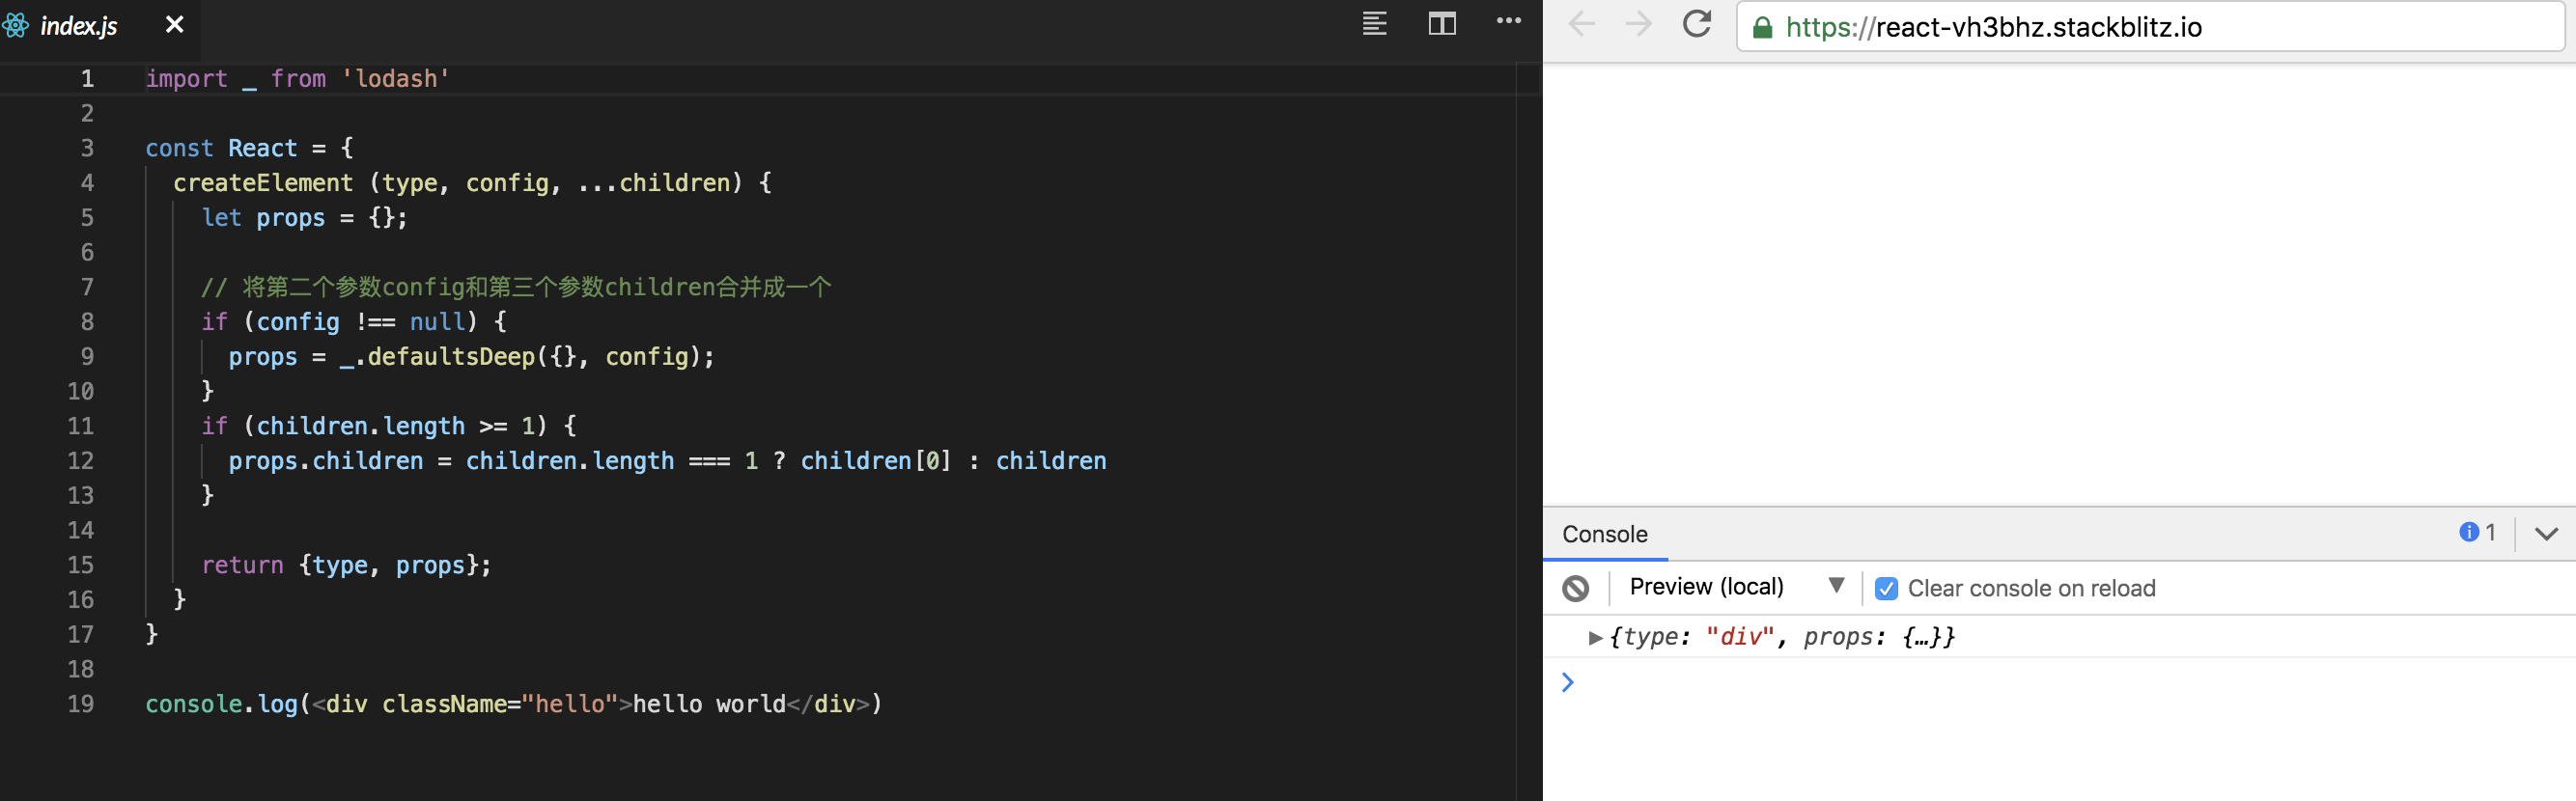 index.js
1 import _ from 'lodash'
2
3 const React = {
4 createElement (type, config, ...children) {
5 let props = {};
6
7 // 将第二个参数config和第三个参数children合并成一个
8 if (config !== null) {
9 props = _.defaultsDeep({}, config);
10 }
11 if (children.length >= 1) {
12 props.children = children.length === 1 ? children[0] : children
13 }
14
15 return {type, props};
16 }
17 }
18
19 console.log(<div className="hello">hello world</div>)
https://react-vh3bhz.stackblitz.io
Console 1
Preview (local) Clear console on reload
{type: "div", props: {…}}